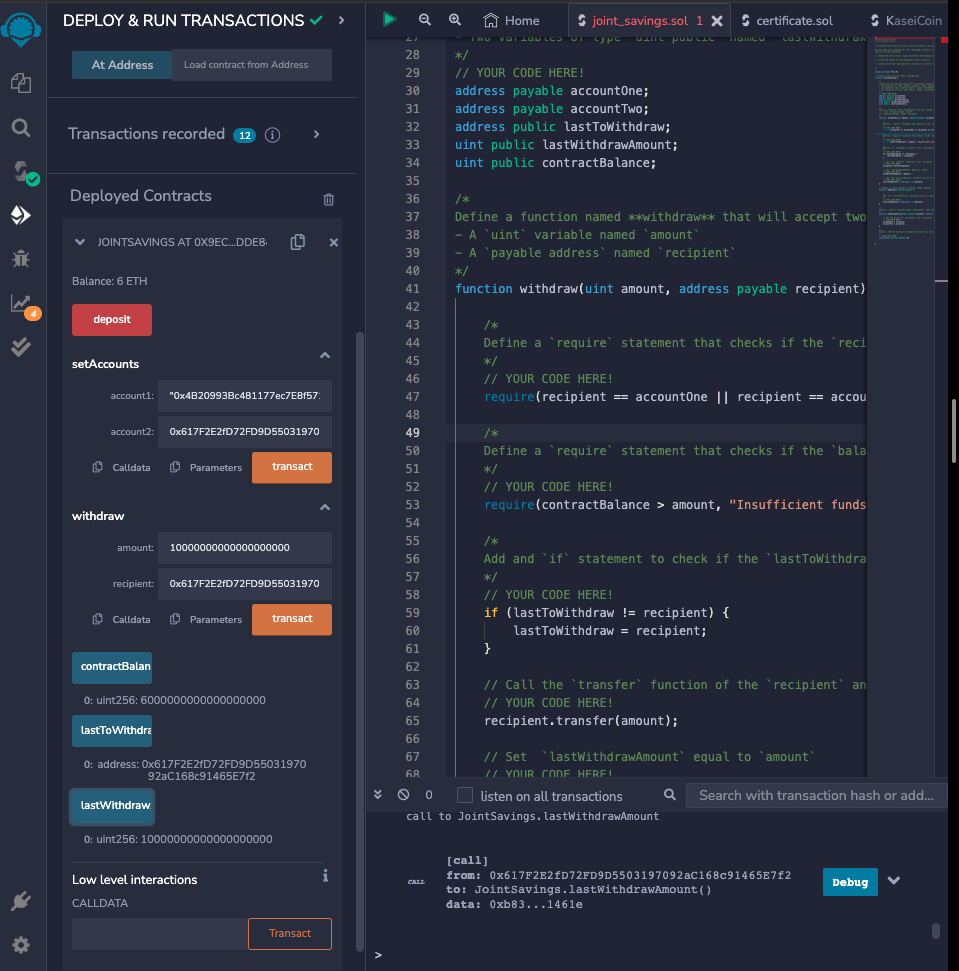 DEPLOY & RUN TRANSACTIONS
At Address
Load contract from Address
Transactions recorded 12 i
Deployed Contracts
JOINTSAVINGS AT 0X9EC...DDE84
Balance: 6 ETH
deposit
setAccounts
account1: "0x4B20993Bc481177ec7E8f57
account2: 0x617F2E2fD72FD9D55031970
Calldata Parameters transact
withdraw
amount: 10000000000000000000
recipient: 0x617F2E2fD72FD9D55031970
Calldata Parameters transact
contractBalan
0: uint256: 6000000000000000000
lastToWithdra
0: address: 0x617F2E2fD72FD9D55031970
92aC168c91465E7f2
lastWithdraw
0: uint256: 10000000000000000000
Low level interactions i
CALLDATA
Transact
4
Home
joint_savings.sol 1
certificate.sol
KaseiCoin
27 - Two variables of type `uint public` named `lastWithdraw
28 */
29 // YOUR CODE HERE!
30 address payable accountOne;
31 address payable accountTwo;
32 address public lastToWithdraw;
33 uint public lastWithdrawAmount;
34 uint public contractBalance;
35
36 /*
37 Define a function named **withdraw** that will accept two
38 - A `uint` variable named `amount`
39 - A `payable address` named `recipient`
40 */
41 function withdraw(uint amount, address payable recipient)
42
43 /*
44 Define a `require` statement that checks if the `reci
45 */
46 // YOUR CODE HERE!
47 require(recipient == accountOne || recipient == accou
48
49 /*
50 Define a `require` statement that checks if the `bala
51 */
52 // YOUR CODE HERE!
53 require(contractBalance > amount, "Insufficient funds
54
55 /*
56 Add and `if` statement to check if the `lastToWithdra
57 */
58 // YOUR CODE HERE!
59 if (lastToWithdraw != recipient) {
60 lastToWithdraw = recipient;
61 }
62
63 // Call the `transfer` function of the `recipient` an
64 // YOUR CODE HERE!
65 recipient.transfer(amount);
66
67 // Set `lastWithdrawAmount` equal to `amount`
68 // YOUR CODE HERE!
0 listen on all transactions Search with transaction hash or add...
call to JointSavings.lastWithdrawAmount
CALL
[call]
from: 0x617F2E2fD72FD9D5503197092aC168c91465E7f2
to: JointSavings.lastWithdrawAmount()
data: 0xb83...1461e
Debug
>